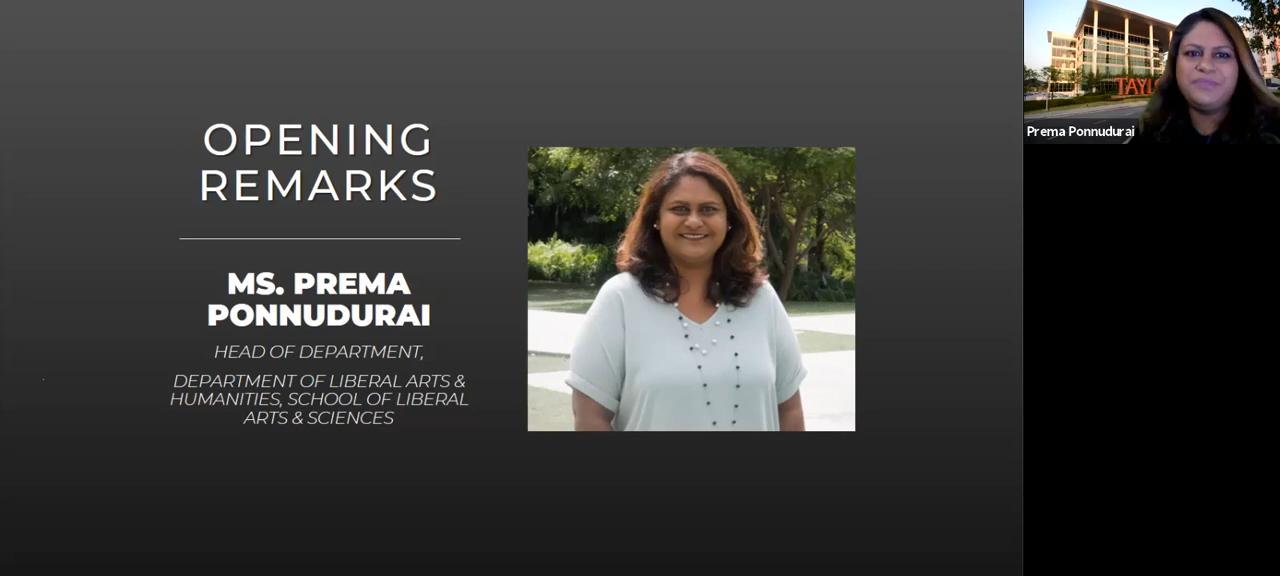 OPENING
REMARKS
MS. PREMA
PONNUDURAI
HEAD OF DEPARTMENT,
DEPARTMENT OF LIBERAL ARTS &
HUMANITIES, SCHOOL OF LIBERAL
ARTS & SCIENCES
TAYL
Prema Ponnudurai